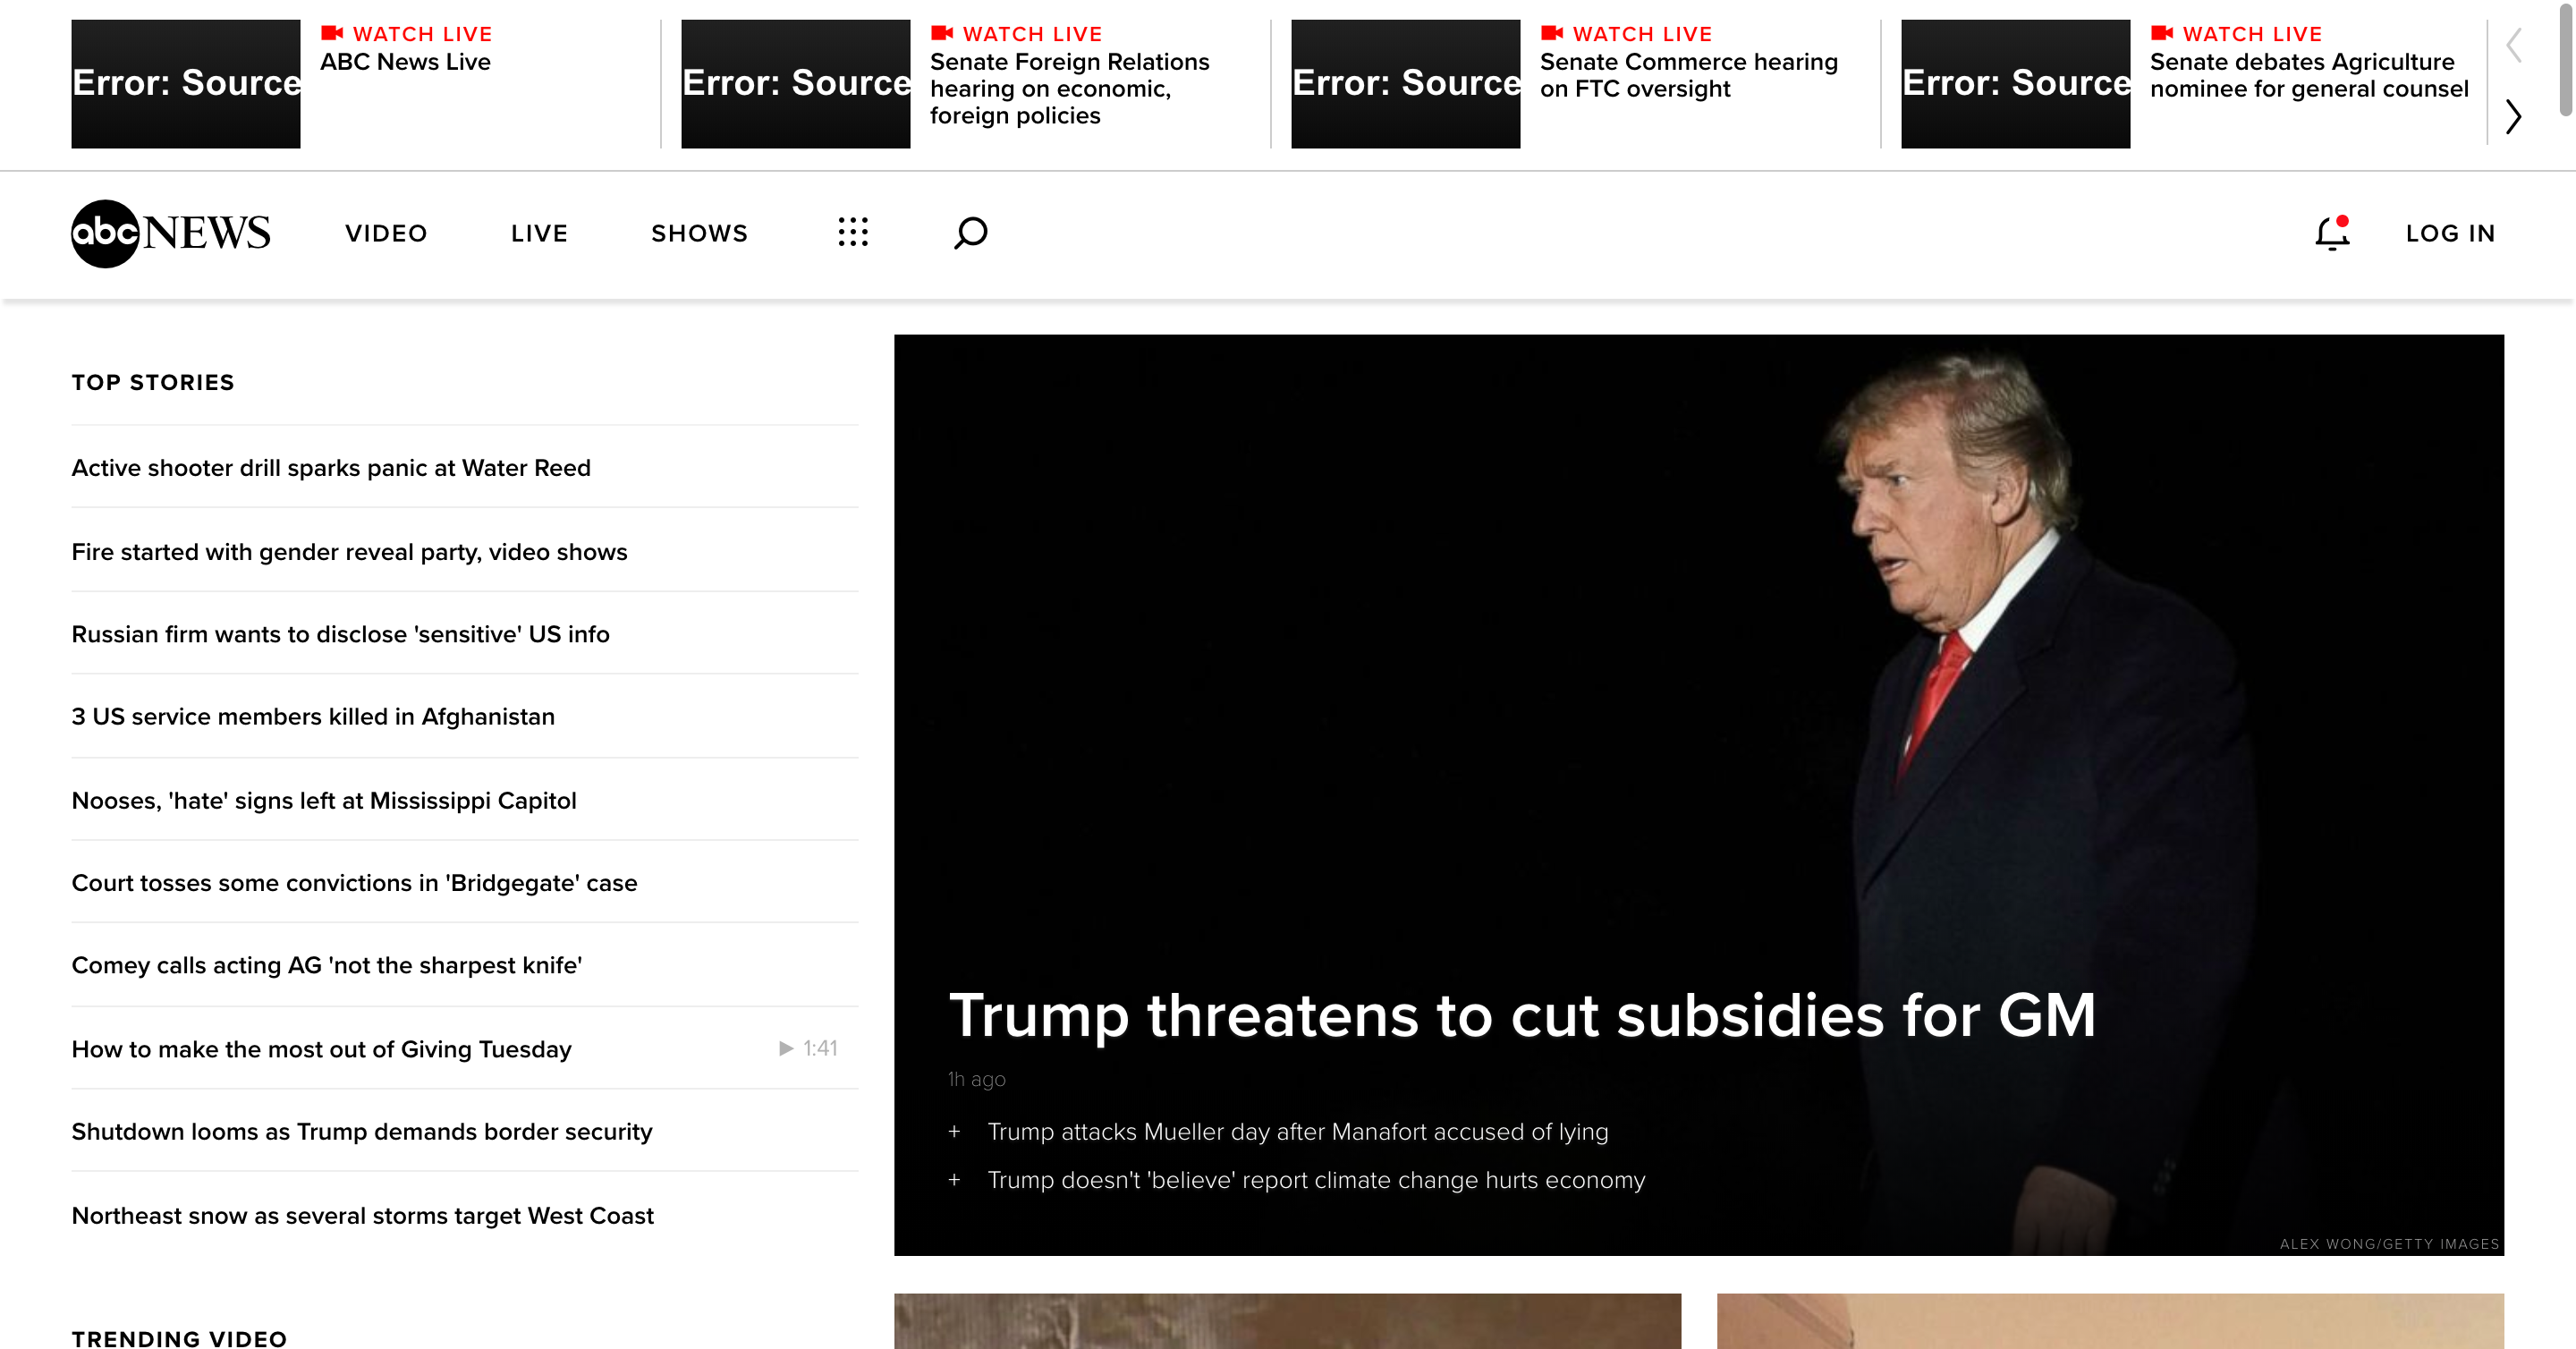 Error: Source
WATCH LIVE
ABC News Live
Error: Source
WATCH LIVE
Senate Foreign Relations
hearing on economic,
foreign policies
Error: Source
WATCH LIVE
Senate Commerce hearing
on FTC oversight
Error: Source
WATCH LIVE
Senate debates Agriculture
nominee for general counsel
abc NEWS
VIDEO
LIVE
SHOWS
LOG IN
TOP STORIES
Active shooter drill sparks panic at Water Reed
Fire started with gender reveal party, video shows
Russian firm wants to disclose 'sensitive' US info
3 US service members killed in Afghanistan
Nooses, 'hate' signs left at Mississippi Capitol
Court tosses some convictions in 'Bridgegate' case
Comey calls acting AG 'not the sharpest knife'
How to make the most out of Giving Tuesday
1:41
Shutdown looms as Trump demands border security
Northeast snow as several storms target West Coast
TRENDING VIDEO
Trump threatens to cut subsidies for GM
1h ago
+ Trump attacks Mueller day after Manafort accused of lying
+ Trump doesn't 'believe' report climate change hurts economy
ALEX WONG/GETTY IMAGES